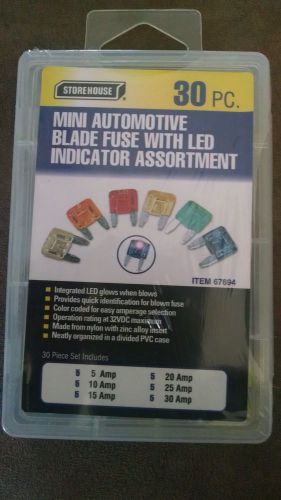 STOREHOUSE
30 PC.
MINI AUTOMOTIVE
BLADE FUSE WITH LED
INDICATOR ASSORTMENT
ITEM 67694
Integrated LED glows when blows
Provides quick identification for blown fuse
Color coded for easy amperage selection
Operation rating at 32VDC maximum
Made from nylon with zinc alloy insert
Neatly organized in a divided PVC case
30 Piece Set Includes
5 5 Amp 5 20 Amp
5 10 Amp 5 25 Amp
5 15 Amp 5 30 Amp